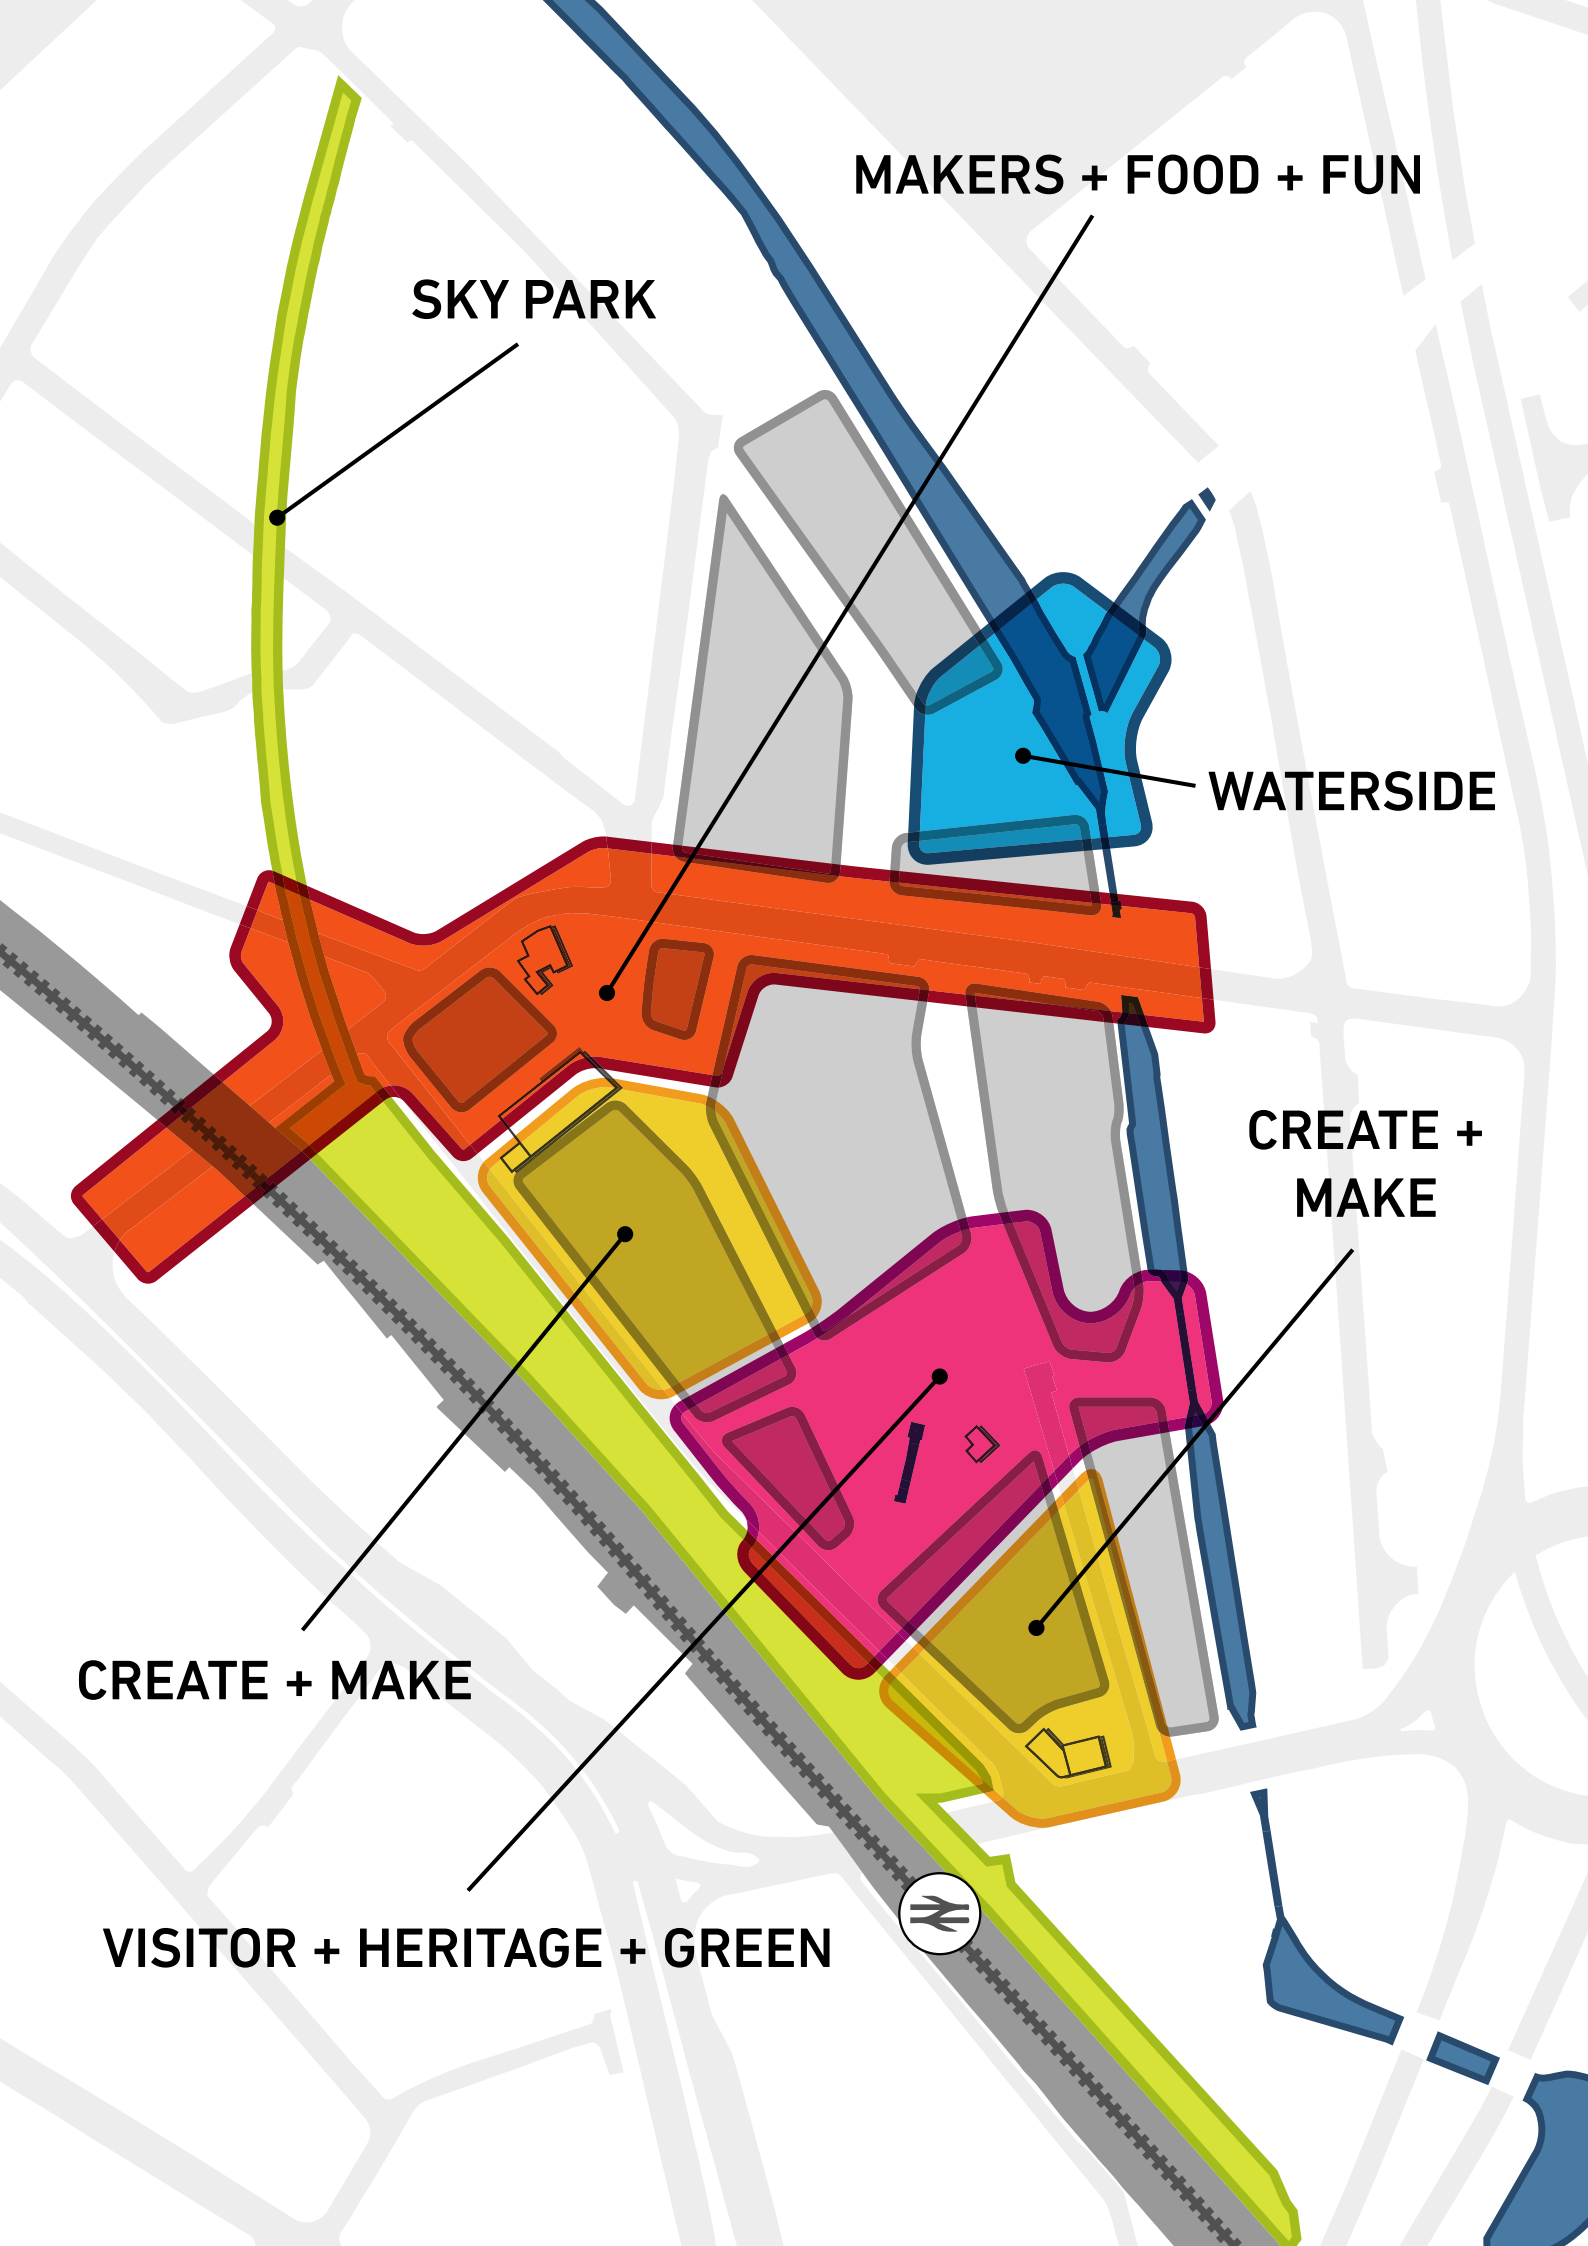 MAKERS + FOOD + FUN
SKY PARK
WATERSIDE
CREATE +
MAKE
CREATE + MAKE
VISITOR + HERITAGE + GREEN